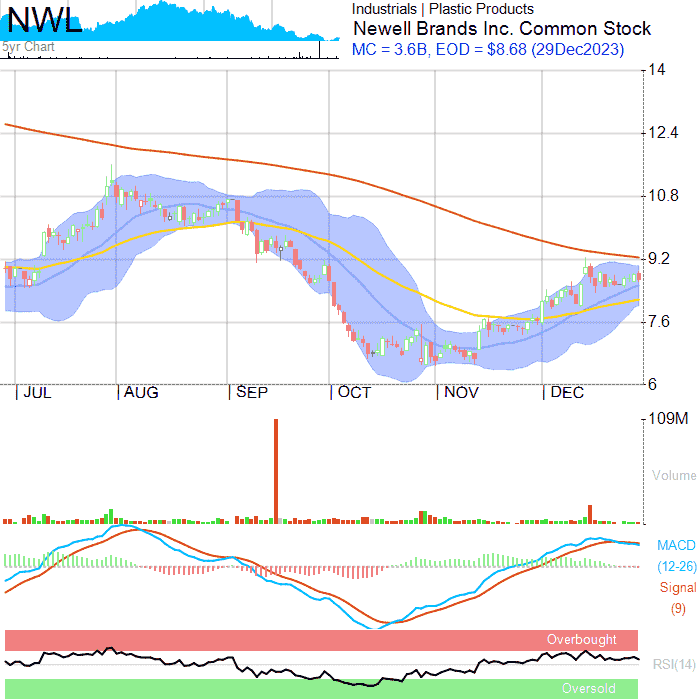 NWL
5yr Chart
Industrials | Plastic Products
Newell Brands Inc. Common Stock
MC = 3.6B, EOD = $8.68 (29Dec2023)
14
12.4
10.8
9.2
7.6
6
JUL AUG SEP OCT NOV DEC
109M
Volume
MACD
(12-26)
Signal
(9)
Overbought
RSI(14)
Oversold